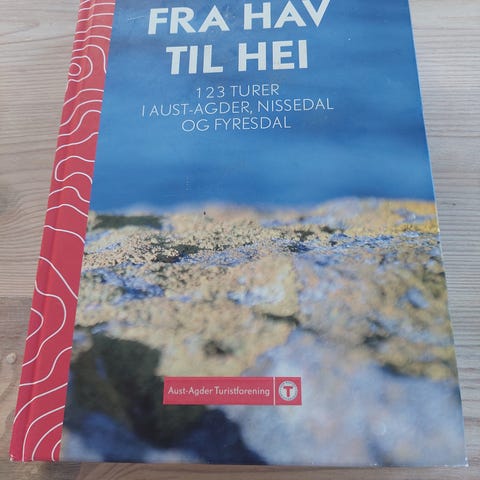 FRA HAV
TIL HEI
123 TURER
I AUST-AGDER, NISSEDAL
OG FYRESDAL
Aust-Agder Turistforening
T